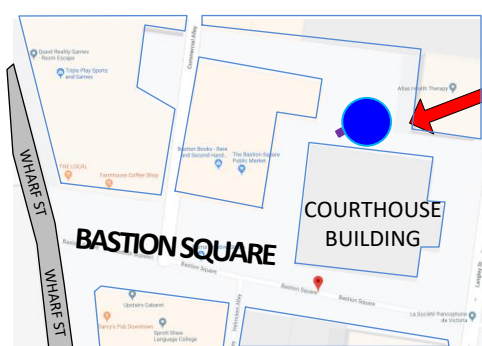 Quest Reality Games
- Room Escape
Triple Play Sports
and Games
Commercial Alley
Atlas Health Therapy
WHARF ST
Bastion Books - Rare
and Second Hand...
The Bastion Square
Public Market
THE LOCAL
Farmhouse Coffee Shop
COURTHOUSE
BUILDING
BASTION SQUARE
Bastion Square
Bastion Square
Bastion Square
Langley St
WHARF ST
Upstairs Cabaret
Helmcken Alley
La Société francophone
de Victoria
Darcy's Pub Downtown
Sprott Shaw
Language College